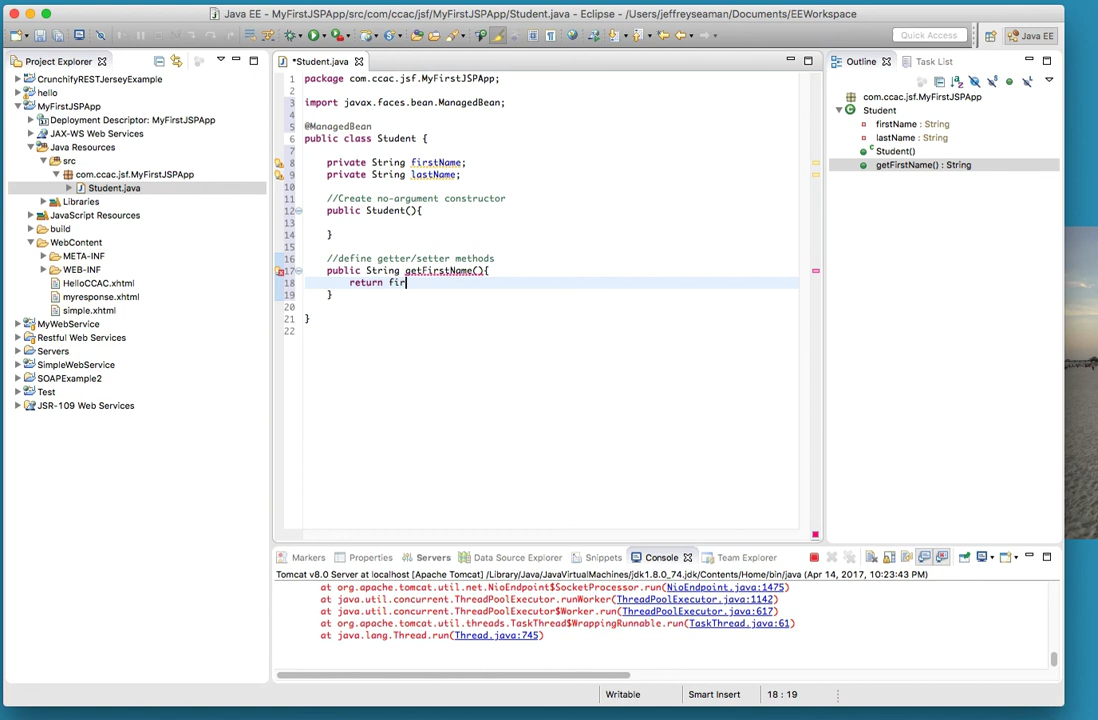 Java EE - MyFirstJSPApp/src/com/ccac/jsf/MyFirstJSPApp/Student.java - Eclipse - /Users/jeffreyseaman/Documents/EEWorkspace
Quick Access
Java EE
Project Explorer
CrunchifyRESTJerseyExample
hello
MyFirstJSPApp
Deployment Descriptor: MyFirstJSPApp
JAX-WS Web Services
Java Resources
src
com.ccac.jsf.MyFirstJSPApp
Student.java
Libraries
JavaScript Resources
build
WebContent
META-INF
WEB-INF
HelloCCAC.xhtml
myresponse.xhtml
simple.xhtml
MyWebService
Restful Web Services
Servers
SimpleWebService
SOAPExample2
Test
JSR-109 Web Services
*Student.java
1 package com.ccac.jsf.MyFirstJSPApp;
2
3 import javax.faces.bean.ManagedBean;
4
5 @ManagedBean
6 public class Student {
7
8 private String firstName;
9 private String lastName;
10
11 //Create no-argument constructor
12 public Student(){
13
14 }
15
16 //define getter/setter methods
17 public String getFirstName(){
18 return fir
19 }
20
21 }
22
Outline Task List
com.ccac.jsf.MyFirstJSPApp
Student
firstName : String
lastName : String
Student()
getFirstName() : String
Markers Properties Servers Data Source Explorer Snippets Console Team Explorer
Tomcat v8.0 Server at localhost [Apache Tomcat] /Library/Java/JavaVirtualMachines/jdk1.8.0_74.jdk/Contents/Home/bin/java (Apr 14, 2017, 10:23:43 PM)
at org.apache.tomcat.util.net.NioEndpoint$SocketProcessor.run(NioEndpoint.java:1475)
at java.util.concurrent.ThreadPoolExecutor.runWorker(ThreadPoolExecutor.java:1142)
at java.util.concurrent.ThreadPoolExecutor$Worker.run(ThreadPoolExecutor.java:617)
at org.apache.tomcat.util.threads.TaskThread$WrappingRunnable.run(TaskThread.java:61)
at java.lang.Thread.run(Thread.java:745)
Writable Smart Insert 18 : 19